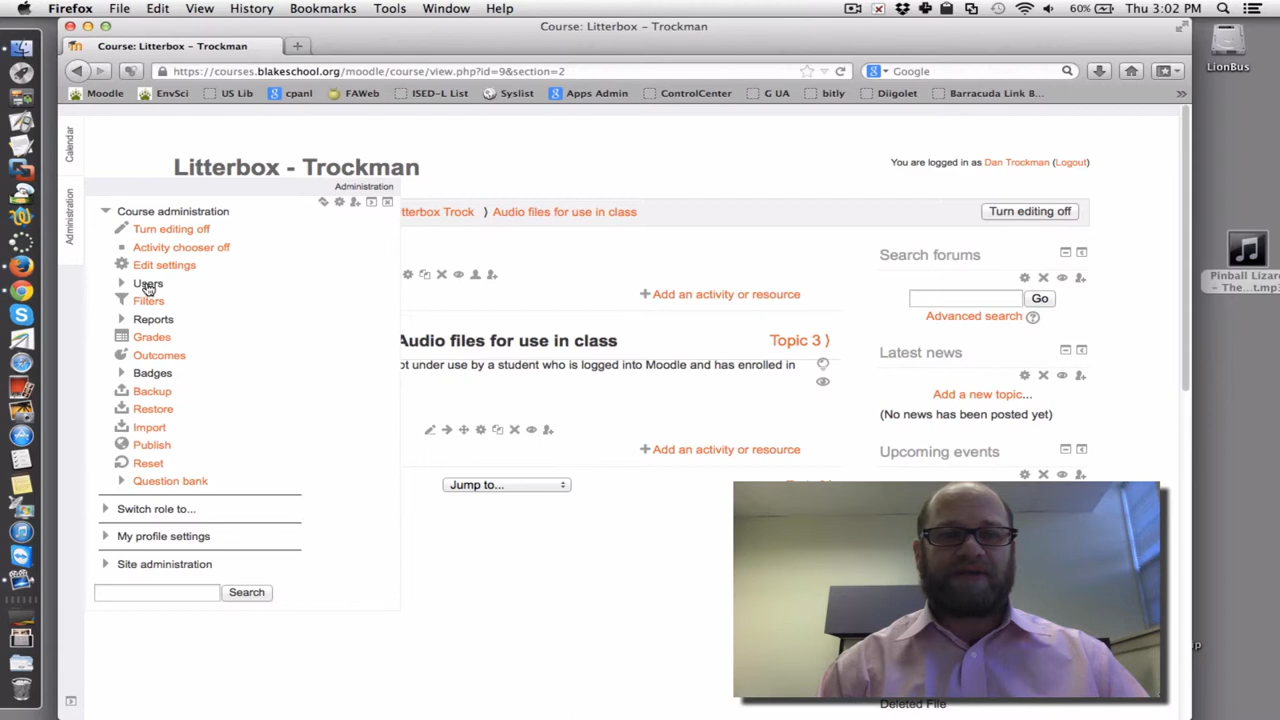 Firefox File Edit View History Bookmarks Tools Window Help 60% Thu 3:02 PM
Course: Litterbox - Trockman
Course: Litterbox - Trockman +
https://courses.blakeschool.org/moodle/course/view.php?id=9&section=2 Google
Moodle EnvSci US Lib cpanl FAWeb ISED-L List Syslist Apps Admin ControlCenter G UA bitly Diigolet Barracuda Link B... »
LionBus
Calendar
Administration
Litterbox - Trockman
You are logged in as Dan Trockman (Logout)
Administration
Course administration
Turn editing off
Activity chooser off
Edit settings
Users
Filters
Reports
Grades
Outcomes
Badges
Backup
Restore
Import
Publish
Reset
Question bank
Switch role to...
My profile settings
Site administration
Search
tterbox Trock ⟩ Audio files for use in class
Turn editing off
+Add an activity or resource
Audio files for use in class Topic 3 ⟩
ot under use by a student who is logged into Moodle and has enrolled in
+Add an activity or resource
Jump to...
Search forums
Go
Advanced search ?
Latest news
Add a new topic...
(No news has been posted yet)
Upcoming events
Pinball Lizar
- The...t.mp3
Deleted File